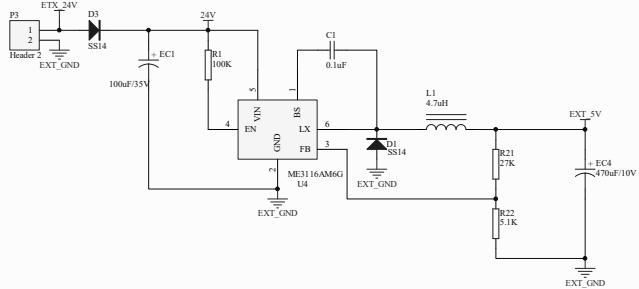 P3
ETX_24V
D3
1
2
SS14
Header 2
EXT_GND
24V
+ EC1
100uF/35V
R1
100K
C1
0.1uF
5
1
VIN
BS
4
EN
LX
6
GND
FB
3
2
ME3116AM6G
U4
EXT_GND
D1
SS14
EXT_GND
L1
4.7uH
EXT_5V
R21
27K
+ EC4
470uF/10V
R22
5.1K
EXT_GND